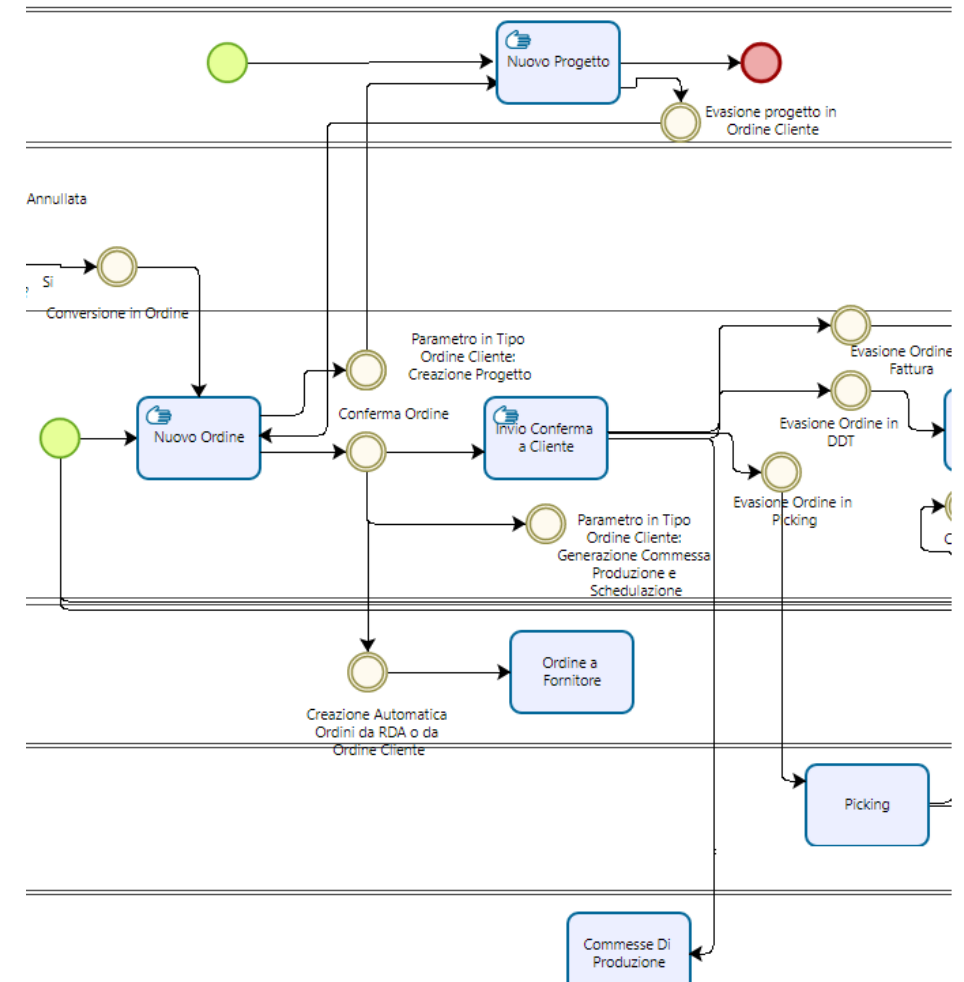 Nuovo Progetto
Evasione progetto in
Ordine Cliente
Annullata
Sì
?
Conversione in Ordine
Parametro in Tipo
Ordine Cliente:
Creazione Progetto
Evasione Ordine
Fattura
Conferma Ordine
Nuovo Ordine
Invio Conferma
a Cliente
Evasione Ordine in
DDT
Evasione Ordine in
Picking
Parametro in Tipo
Ordine Cliente:
Generazione Commessa
Produzione e
Schedulazione
C
Ordine a
Fornitore
Creazione Automatica
Ordini da RDA o da
Ordine Cliente
Picking
Commesse Di
Produzione